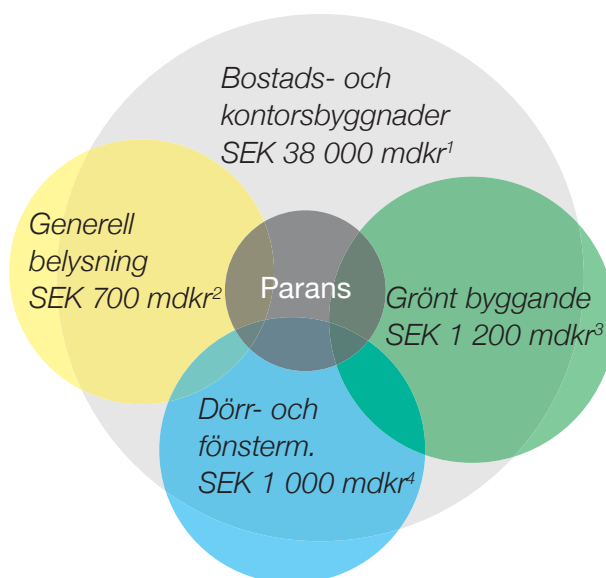 Bostads- och
kontorsbyggnader
SEK 38 000 mdkr¹
Generell
belysning
SEK 700 mdkr²
Parans
Grönt byggande
SEK 1 200 mdkr³
Dörr- och
fönsterm.
SEK 1 000 mdkr⁴